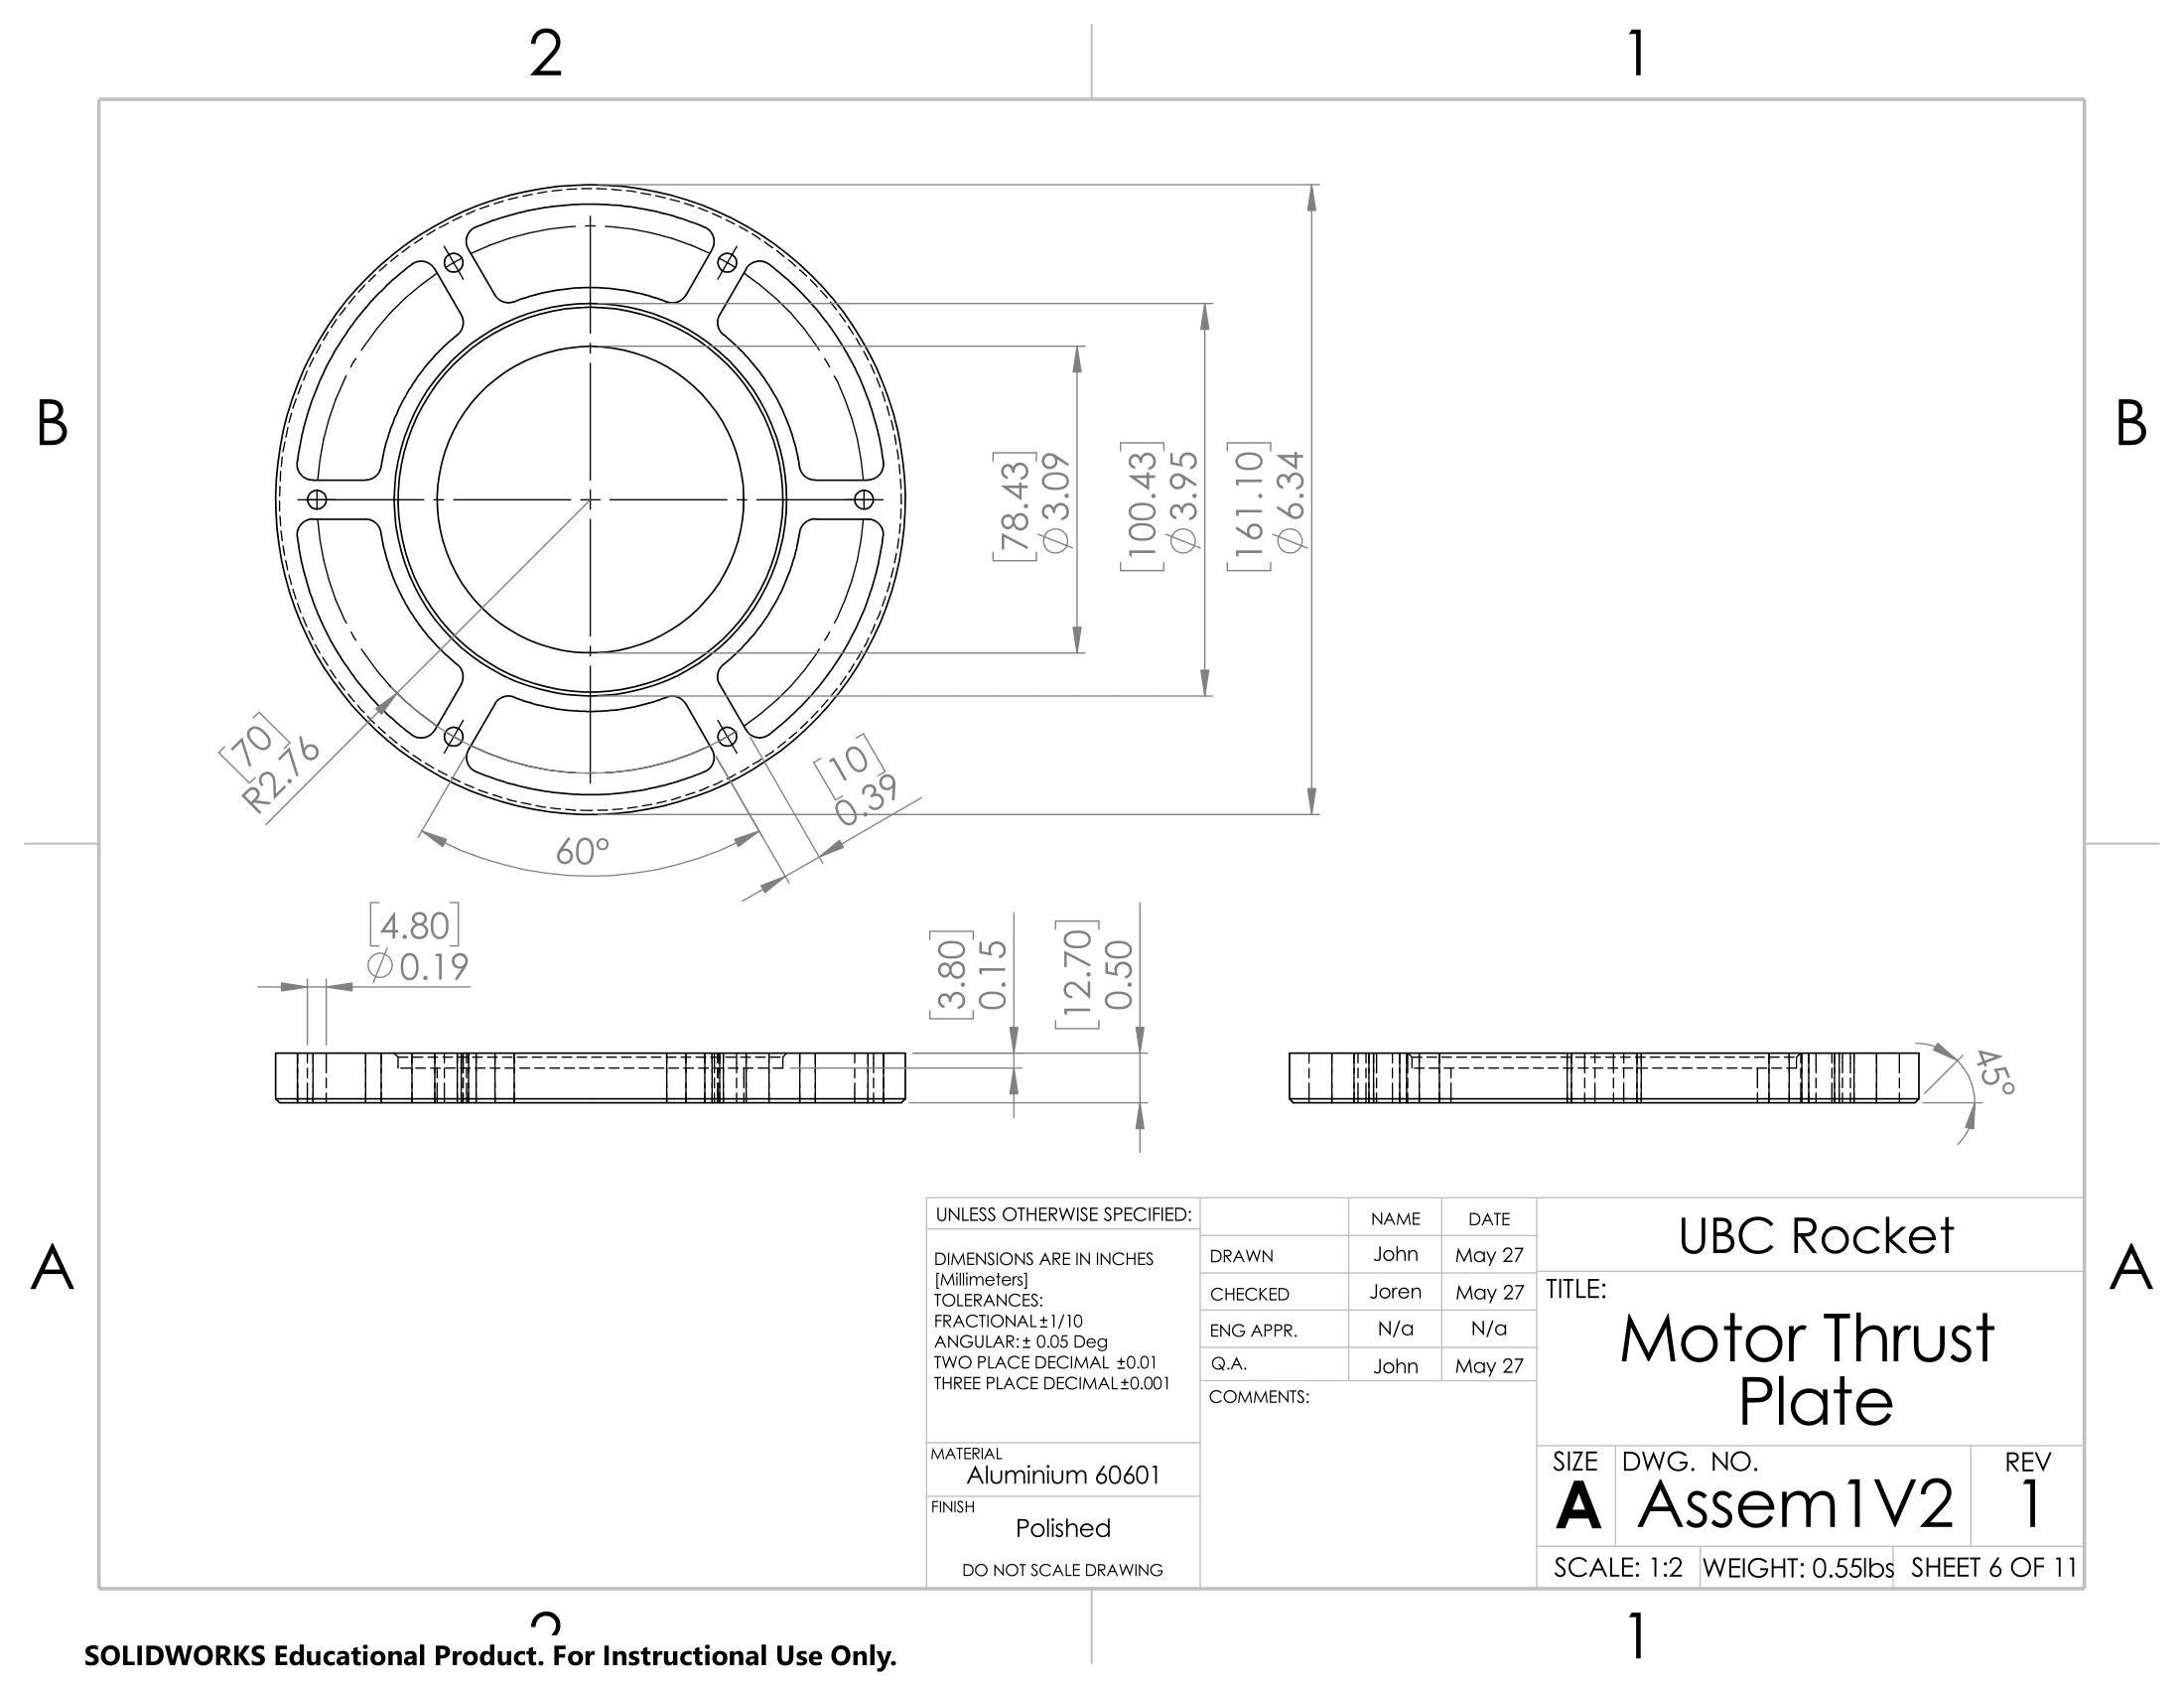 2
1
B
B
[78.43]
⌀3.09
[100.43]
⌀3.95
[161.10]
⌀6.34
[70]
R2.76
[10]
0.39
60°
[4.80]
⌀0.19
[3.80]
0.15
[12.70]
0.50
45°
A
A
UNLESS OTHERWISE SPECIFIED:
DIMENSIONS ARE IN INCHES
[Millimeters]
TOLERANCES:
FRACTIONAL±1/10
ANGULAR:± 0.05 Deg
TWO PLACE DECIMAL ±0.01
THREE PLACE DECIMAL±0.001
MATERIAL
Aluminium 60601
FINISH
Polished
DO NOT SCALE DRAWING
NAME DATE
DRAWN John May 27
CHECKED Joren May 27
ENG APPR. N/a N/a
Q.A. John May 27
COMMENTS:
UBC Rocket
TITLE:
Motor Thrust
Plate
SIZE DWG. NO. REV
A Assem1V2 1
SCALE: 1:2 WEIGHT: 0.55lbs SHEET 6 OF 11
2
1
SOLIDWORKS Educational Product. For Instructional Use Only.